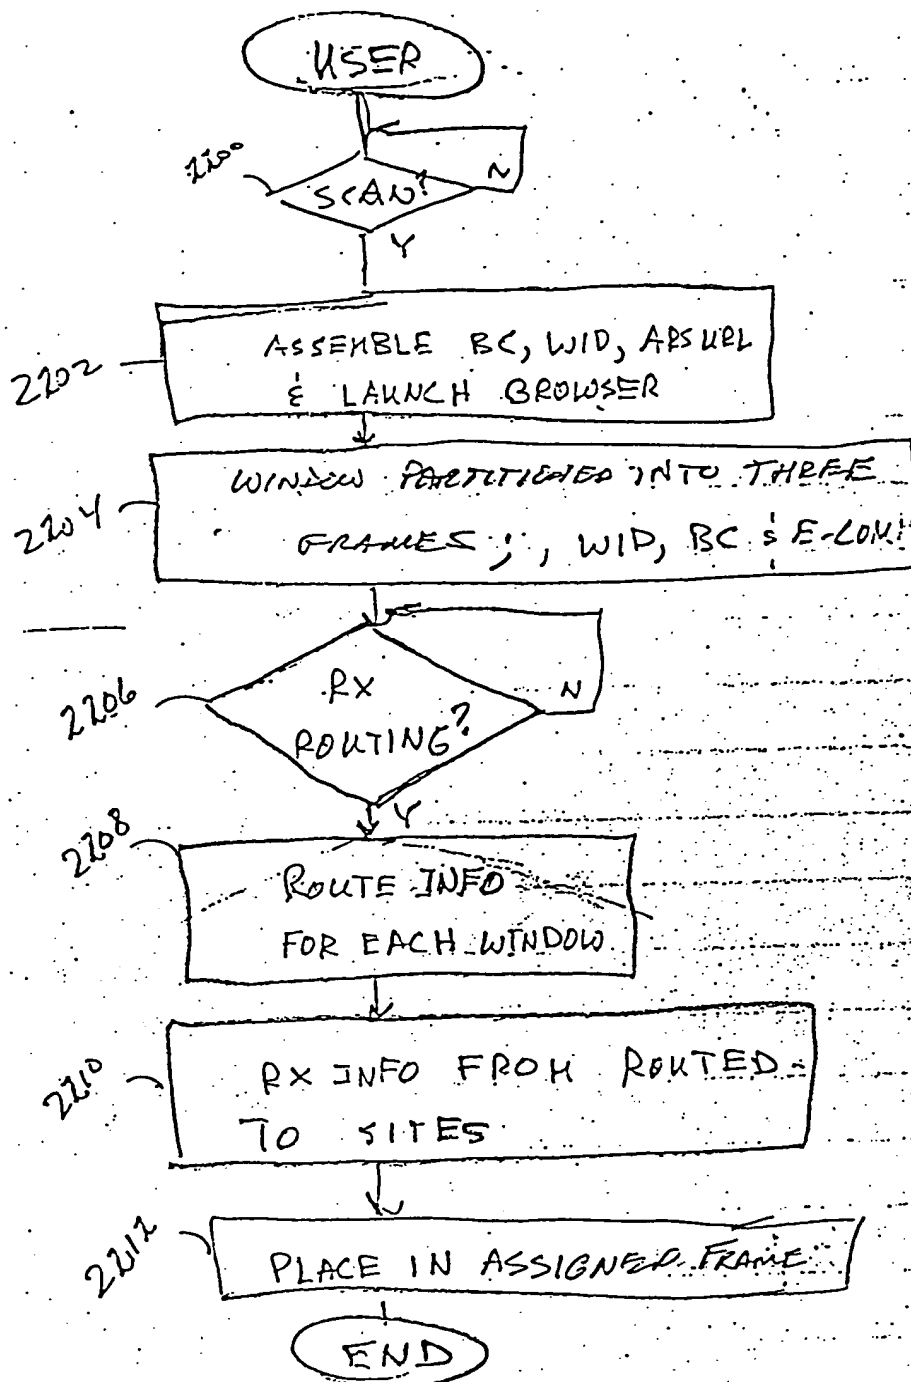 USER
2200
SCAN?
N
Y
2202
ASSEMBLE BC, WID, ARSURL
& LAUNCH BROWSER
2204
WINDOW PARTITIONED INTO THREE
FRAMES ; , WID, BC & E-COM
2206
RX
ROUTING?
N
Y
2208
ROUTE INFO
FOR EACH WINDOW
2210
RX INFO FROM ROUTED
TO SITES
2212
PLACE IN ASSIGNED FRAME
END